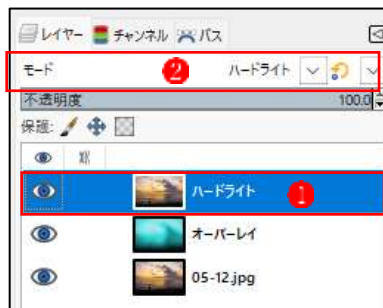 レイヤー チャンネル パス
モード 2 ハードライト
不透明度 100.0
保護:
ハードライト 1
オーバーレイ
05-12.jpg